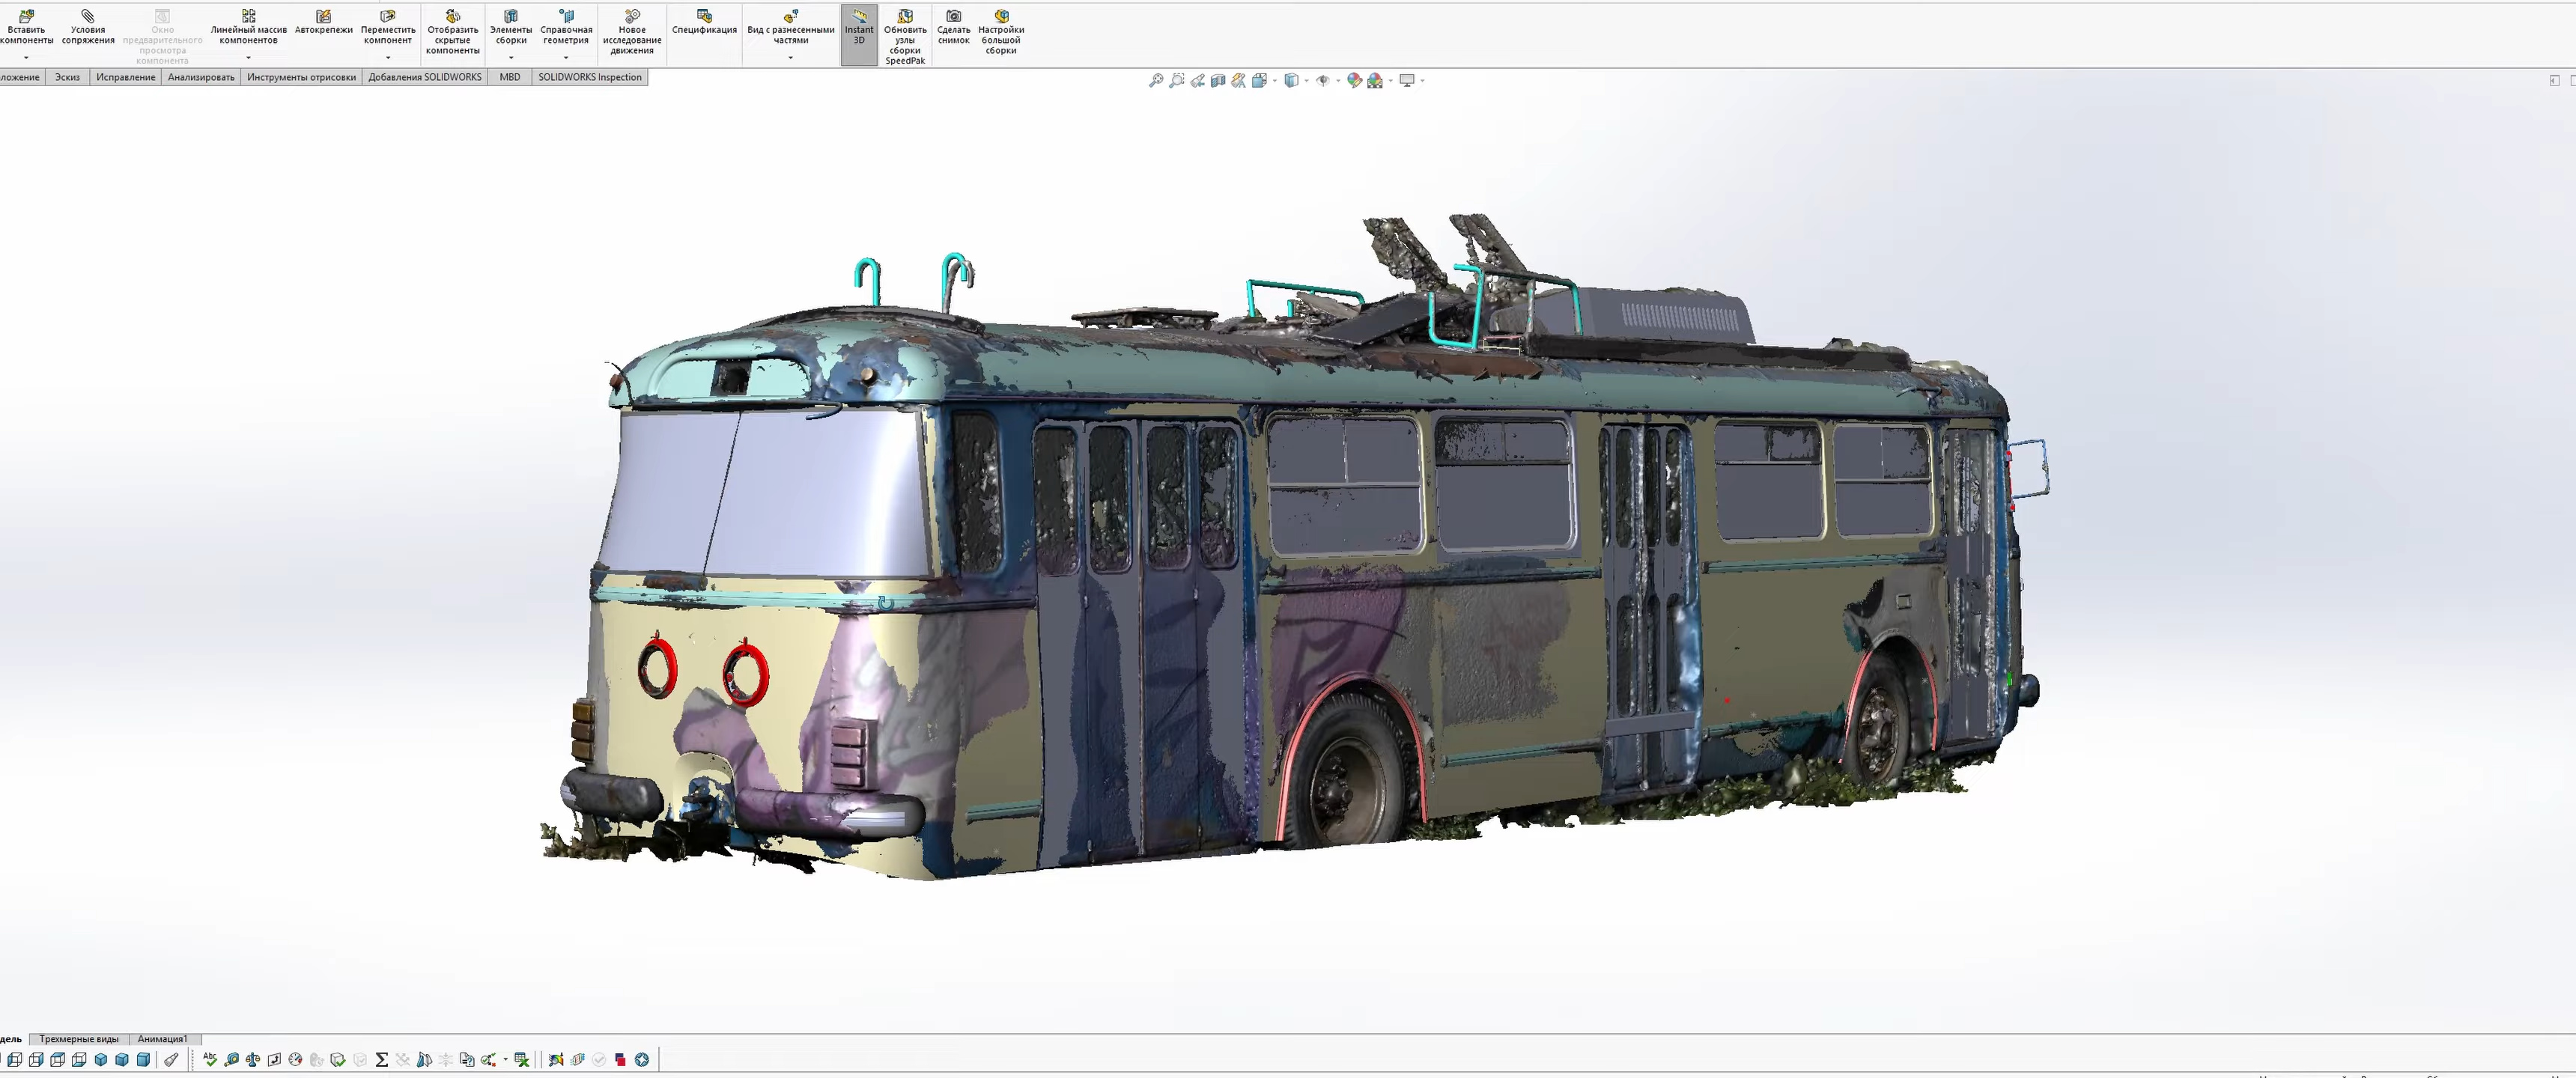 Вставить
компоненты
Условия
сопряжения
Окно
предварительного
просмотра
компонента
Линейный массив
компонентов
Автокрепежи
Переместить
компонент
Отобразить
скрытые
компоненты
Элементы
сборки
Справочная
геометрия
Новое
исследование
движения
Спецификация
Вид с разнесенными
частями
Instant
3D
Обновить
узлы
сборки
SpeedPak
Сделать
снимок
Настройки
большой
сборки
ложение Эскиз Исправление Анализировать Инструменты отрисовки Добавления SOLIDWORKS MBD SOLIDWORKS Inspection
дель Трехмерные виды Анимация1
Abc